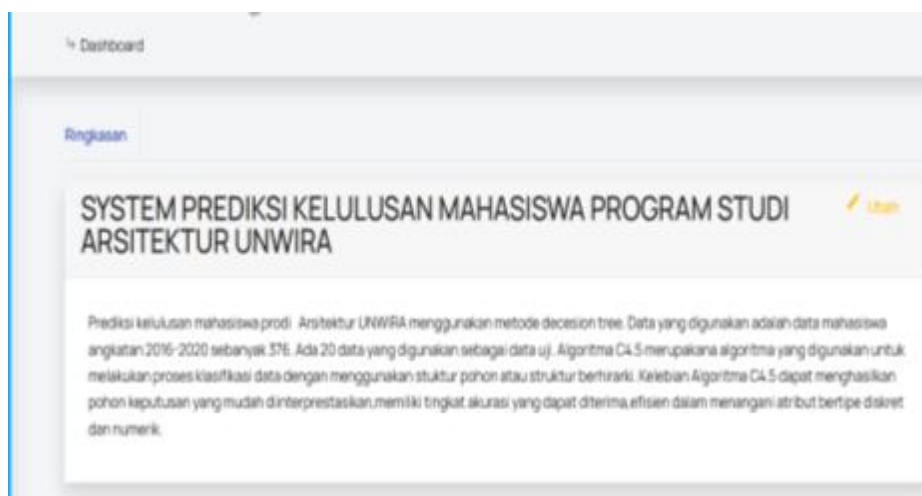 ↳ Dashboard
Ringkasan
SYSTEM PREDIKSI KELULUSAN MAHASISWA PROGRAM STUDI
ARSITEKTUR UNWIRA
Ubah
Prediksi kelulusan mahasiswa prodi Arsitektur UNWIRA menggunakan metode decesion tree. Data yang digunakan adalah data mahasiswa
angkatan 2016-2020 sebanyak 376. Ada 20 data yang digunakan sebagai data uji. Algoritma C4.5 merupakana algoritma yang digunakan untuk
melakukan proses klasifikasi data dengan menggunakan stuktur pohon atau struktur berhirarki. Kelebian Algoritma C4.5 dapat menghasilkan
pohon keputusan yang mudah dinterprestasikan,memiliki tingkat akurasi yang dapat diterima,efisien dalam menangani atribut bertipe diskret
dan numerik.